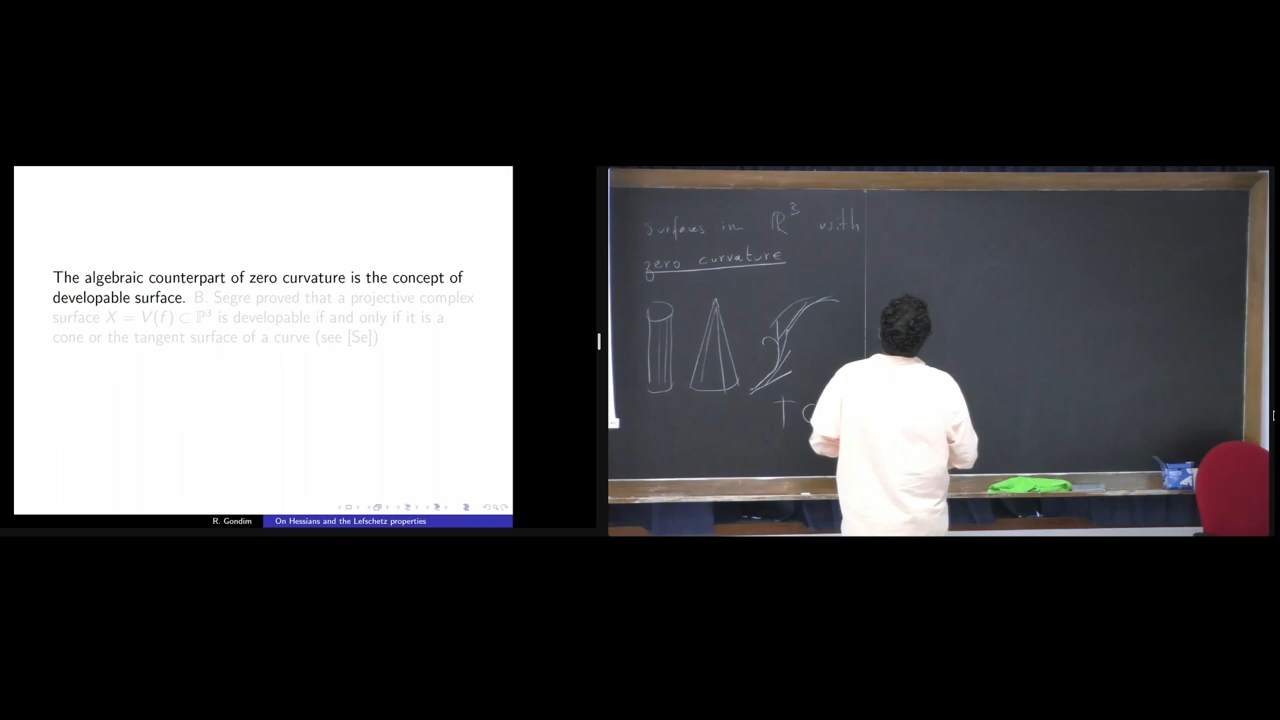 The algebraic counterpart of zero curvature is the concept of
developable surface. B. Segre proved that a projective complex
surface X = V(f) ⊂ ℙ³ is developable if and only if it is a
cone or the tangent surface of a curve (see [Se])
R. Gondim
On Hessians and the Lefschetz properties
surfaces in ℝ³ with
zero curvature
T C